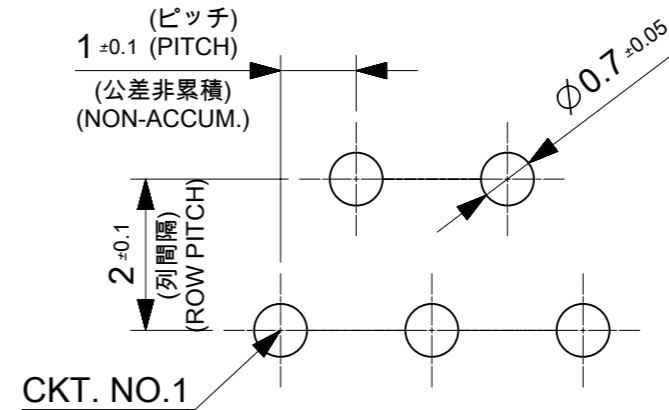 (ピッチ)
1 ±0.1 (PITCH)
(公差非累積)
(NON-ACCUM.)
∅0.7 ±0.05
2 ±0.1
(列間隔)
(ROW PITCH)
CKT. NO.1